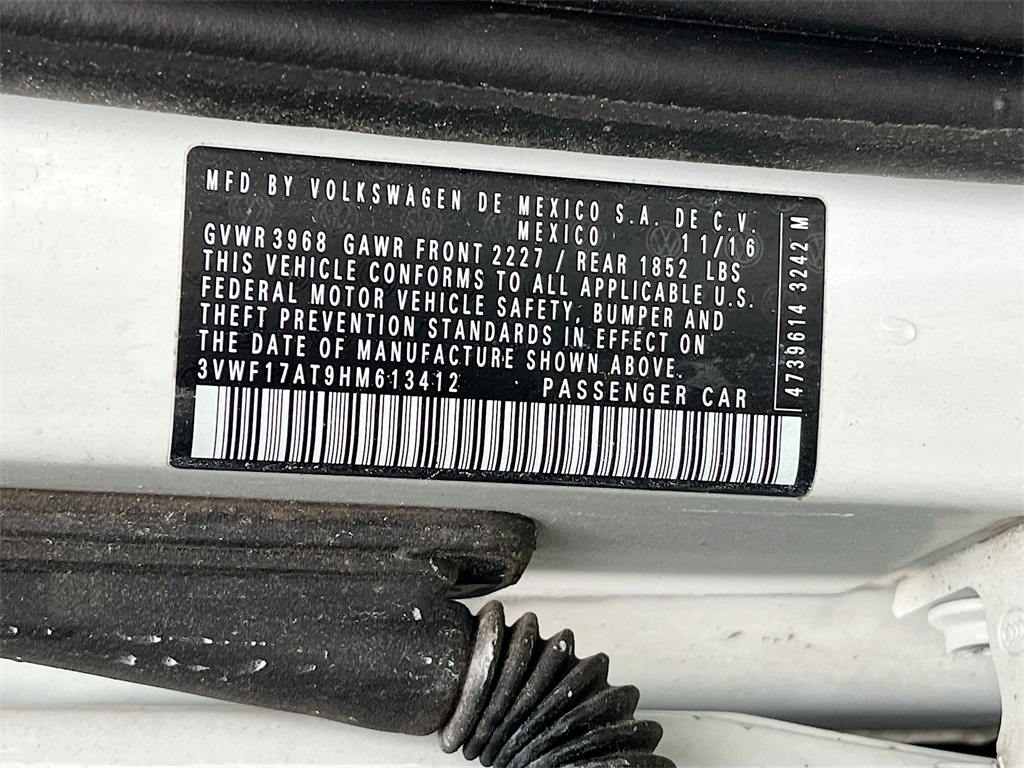 MFD. BY VOLKSWAGEN DE MEXICO S.A. DE C.V.
MEXICO 11/16
GVWR3968 GAWR FRONT 2227 / REAR 1852 LBS
THIS VEHICLE CONFORMS TO ALL APPLICABLE U.S.
FEDERAL MOTOR VEHICLE SAFETY, BUMPER AND
THEFT PREVENTION STANDARDS IN EFFECT ON
THE DATE OF MANUFACTURE SHOWN ABOVE.
3VWF17AT9HM613412 PASSENGER CAR
4739614 3242 M